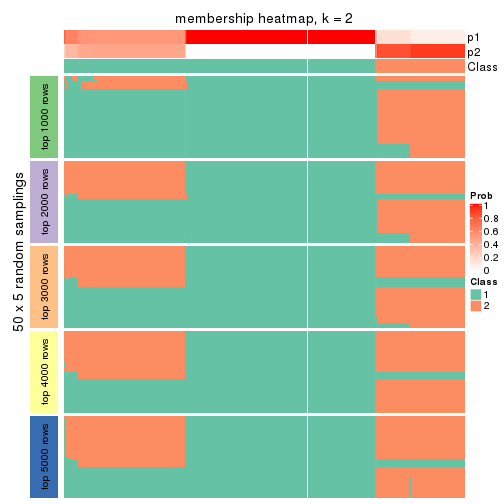 membership heatmap, k = 2
p1
p2
Class
50 x 5 random samplings
top 1000 rows
top 2000 rows
top 3000 rows
top 4000 rows
top 5000 rows
Prob
1
0.8
0.6
0.4
0.2
0
Class
1
2